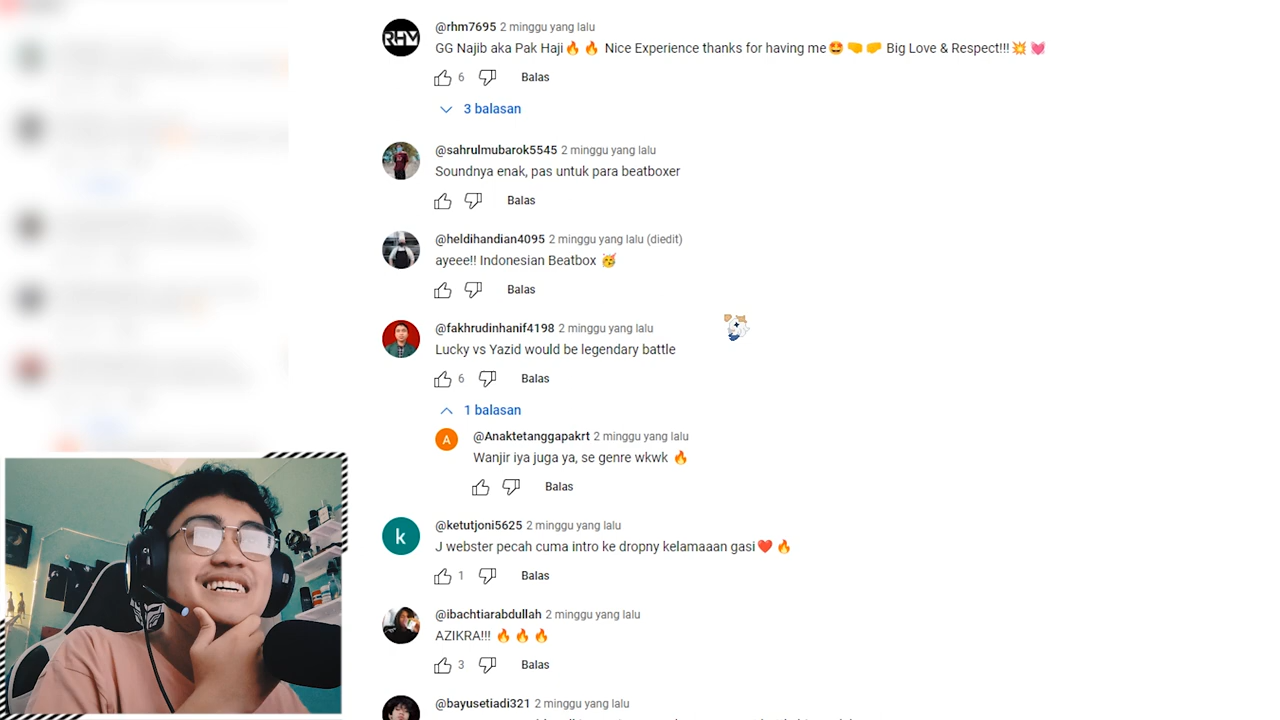 @rhm7695 2 minggu yang lalu
GG Najib aka Pak Haji🔥🔥 Nice Experience thanks for having me🤩🤜🤛 Big Love & Respect!!!💥💓
6 Balas
3 balasan
@sahrulmubarok5545 2 minggu yang lalu
Soundnya enak, pas untuk para beatboxer
Balas
@heldihandian4095 2 minggu yang lalu (diedit)
ayeee!! Indonesian Beatbox 🥳
Balas
@fakhrudinhanif4198 2 minggu yang lalu
Lucky vs Yazid would be legendary battle
6 Balas
1 balasan
A
@Anaktetanggapakrt 2 minggu yang lalu
Wanjir iya juga ya, se genre wkwk 🔥
Balas
k
@ketutjoni5625 2 minggu yang lalu
J webster pecah cuma intro ke dropny kelamaaan gasi❤️🔥
1 Balas
@ibachtiarabdullah 2 minggu yang lalu
AZIKRA!!! 🔥🔥🔥
3 Balas
@bayusetiadi321 2 minggu yang lalu